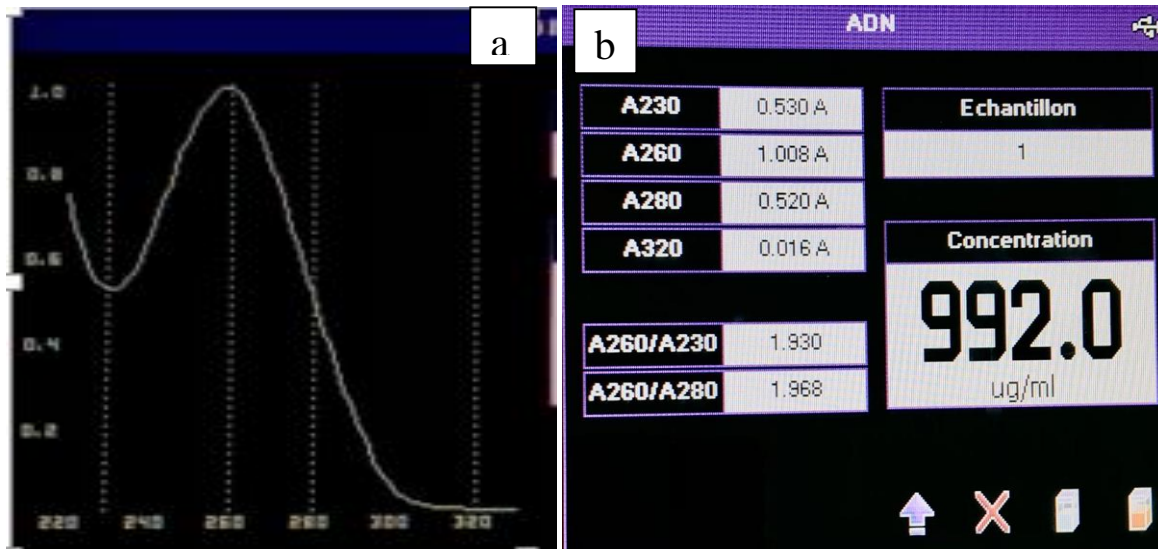 a
1.0
0.8
0.6
0.4
0.2
220 240 260 280 300 320
b
ADN
A230 0.530 A
A260 1.008 A
A280 0.520 A
A320 0.016 A
A260/A230 1.930
A260/A280 1.968
Echantillon
1
Concentration
992.0
ug/ml